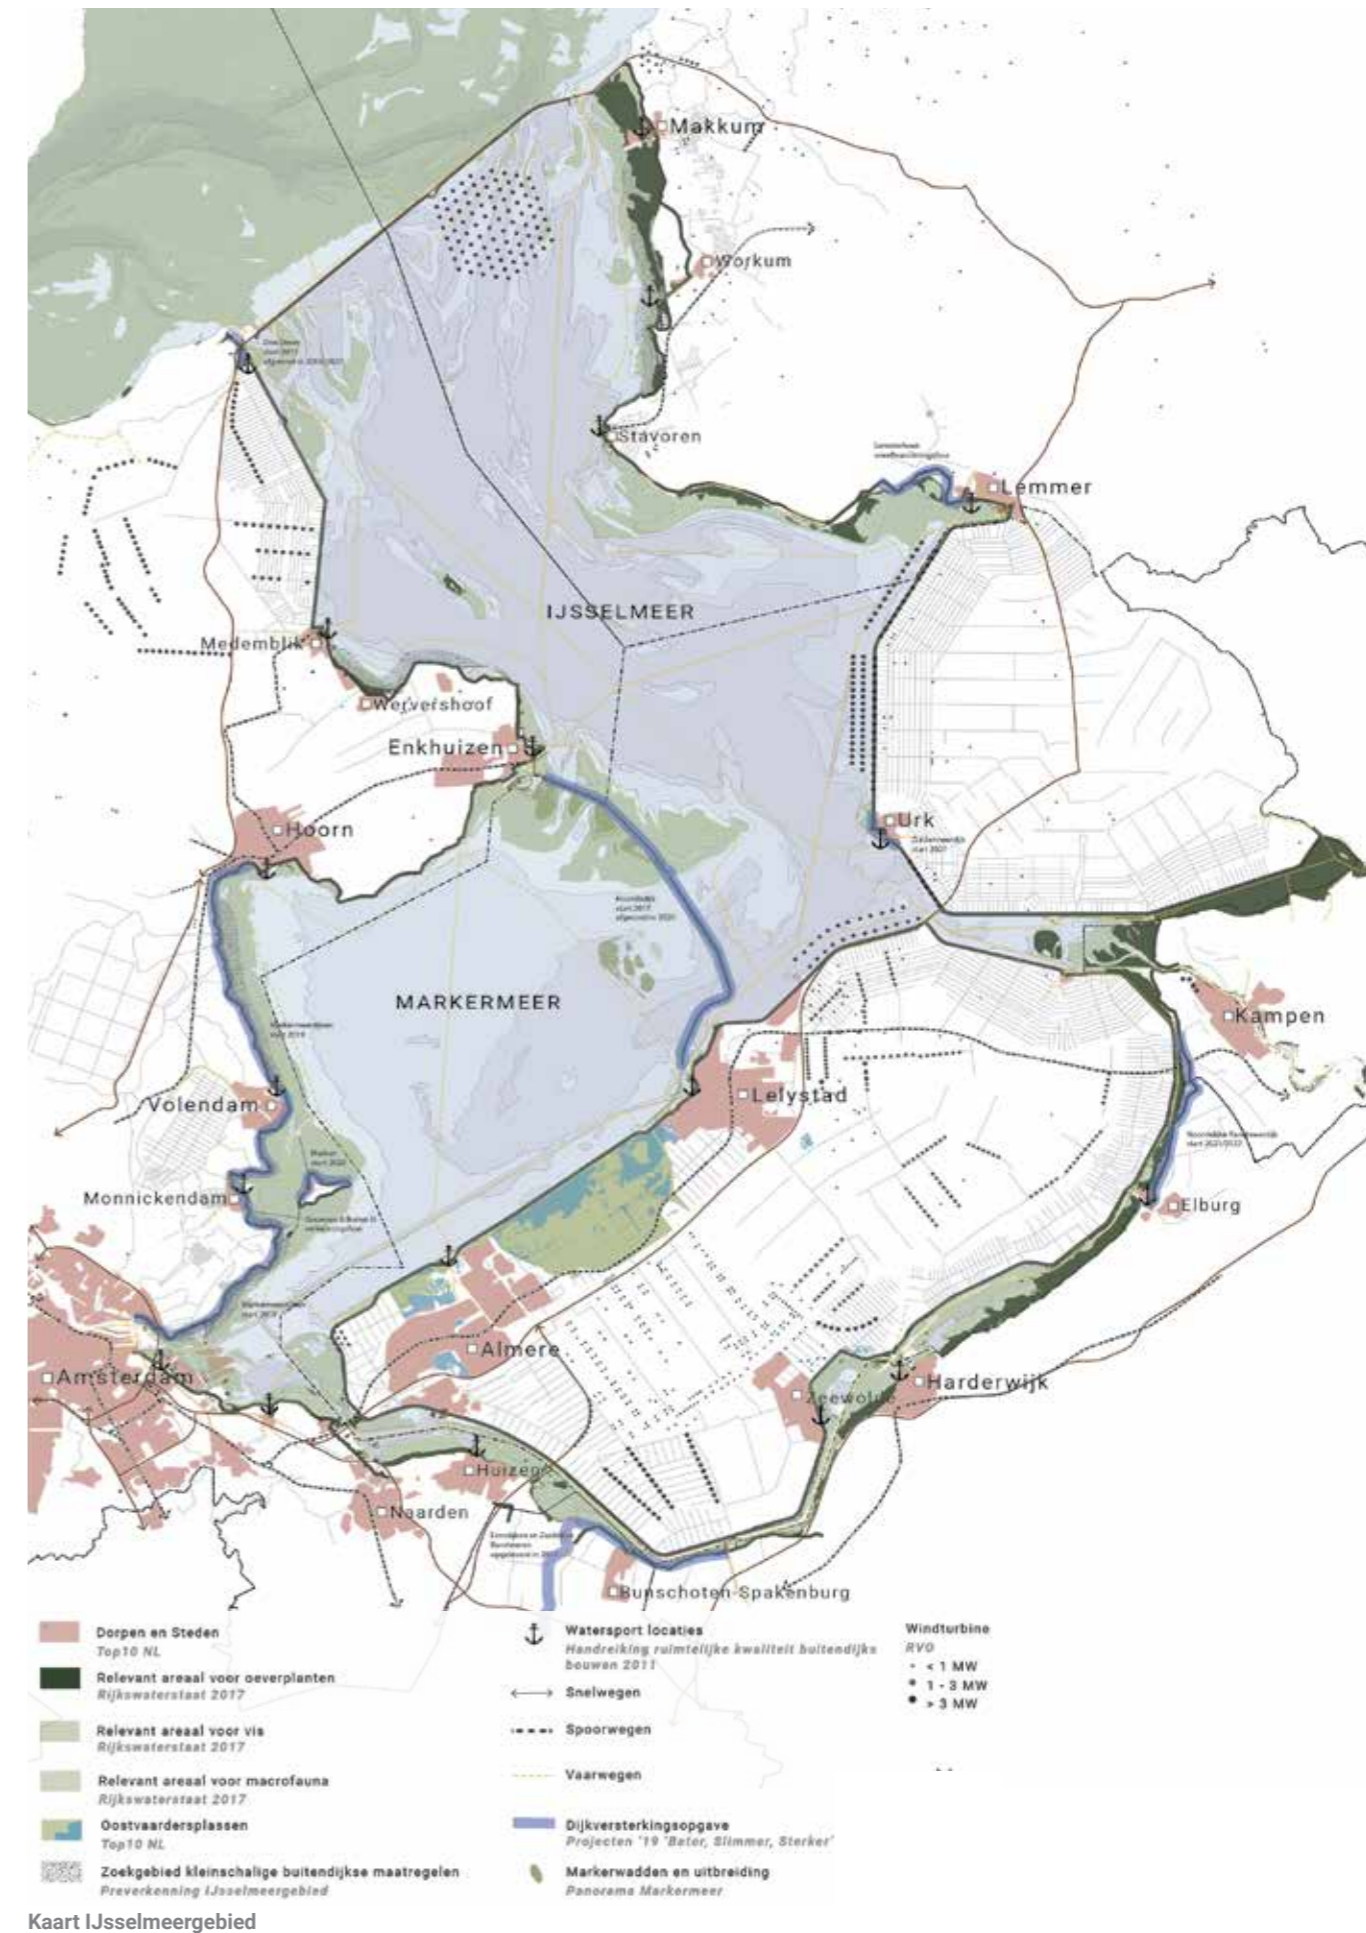 Makkum
Workum
Stavoren
Lemmer
IJSSELMEER
Medemblik
Wervershoof
Enkhuizen
Hoorn
Urk
MARKERMEER
Kampen
Lelystad
Volendam
Monnickendam
Elburg
Almere
Amsterdam
Harderwijk
Zeewolde
Huizen
Naarden
Bunschoten-Spakenburg
Dorpen en Steden
Top10 NL
Relevant areaal voor oeverplanten
Rijkswaterstaat 2017
Relevant areaal voor vis
Rijkswaterstaat 2017
Relevant areaal voor macrofauna
Rijkswaterstaat 2017
Oostvaardersplassen
Top10 NL
Zoekgebied kleinschalige buitendijkse maatregelen
Preverkenning IJsselmeergebied
Watersport locaties
Handreiking ruimtelijke kwaliteit buitendijks
bouwen 2011
Snelwegen
Spoorwegen
Vaarwegen
Dijkversterkingsopgave
Projecten '19 'Beter, Slimmer, Sterker'
Markerwadden en uitbreiding
Panorama Markermeer
Windturbine
RVO
< 1 MW
1 - 3 MW
> 3 MW
Kaart IJsselmeergebied